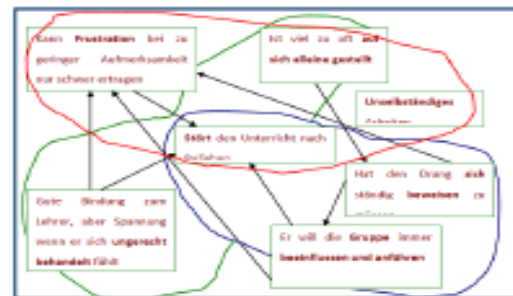 Kann Frustration bei zu
geringer Aufmerksamkeit
nur schwer ertragen
Ist viel zu oft auf
sich alleine gestellt
Unselbständiges
Stört den Unterricht nach
Hat den Drang sich
ständig beweisen zu
Gute Bindung zum
Lehrer, aber Spannung
wenn er sich ungerecht
behandelt fühlt
Er will die Gruppe immer
beeinflussen und anführen